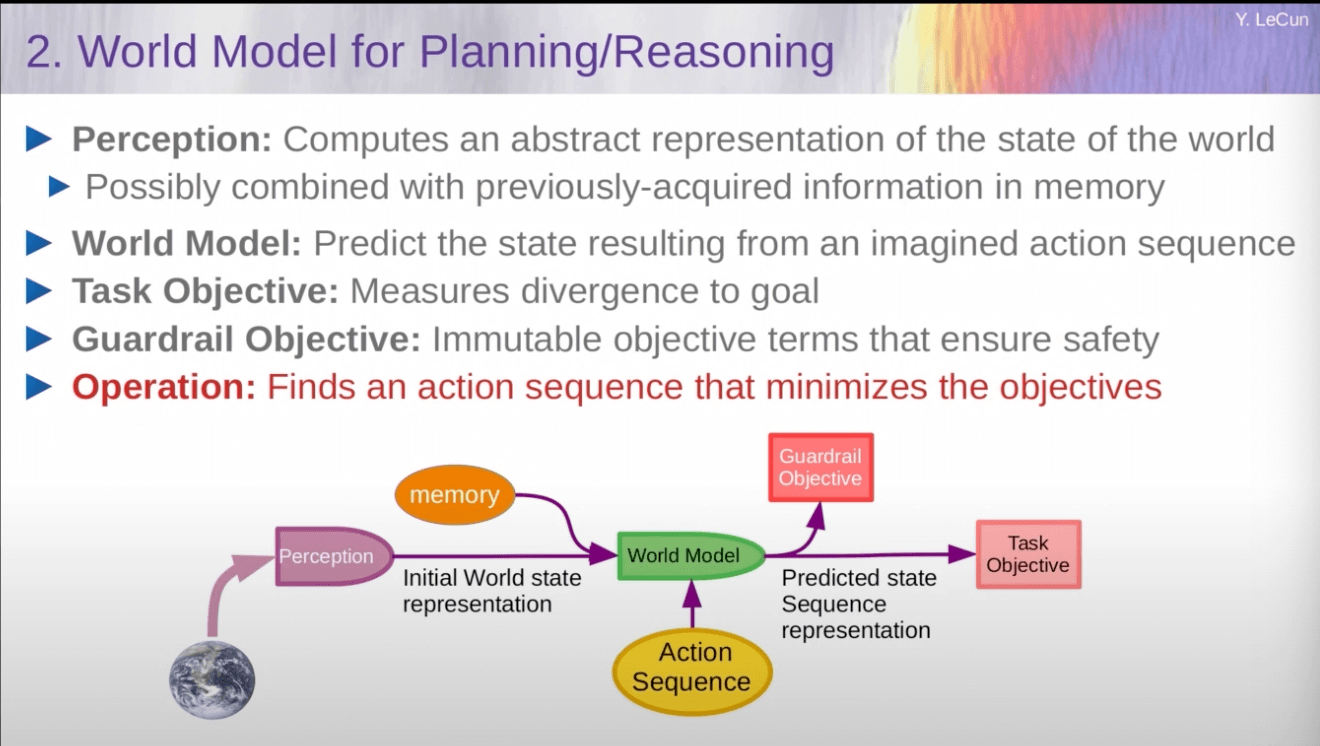 Y. LeCun
2. World Model for Planning/Reasoning
Perception: Computes an abstract representation of the state of the world
Possibly combined with previously-acquired information in memory
World Model: Predict the state resulting from an imagined action sequence
Task Objective: Measures divergence to goal
Guardrail Objective: Immutable objective terms that ensure safety
Operation: Finds an action sequence that minimizes the objectives
Guardrail
Objective
memory
Perception
World Model
Task
Objective
Initial World state
representation
Predicted state
Sequence
representation
Action
Sequence